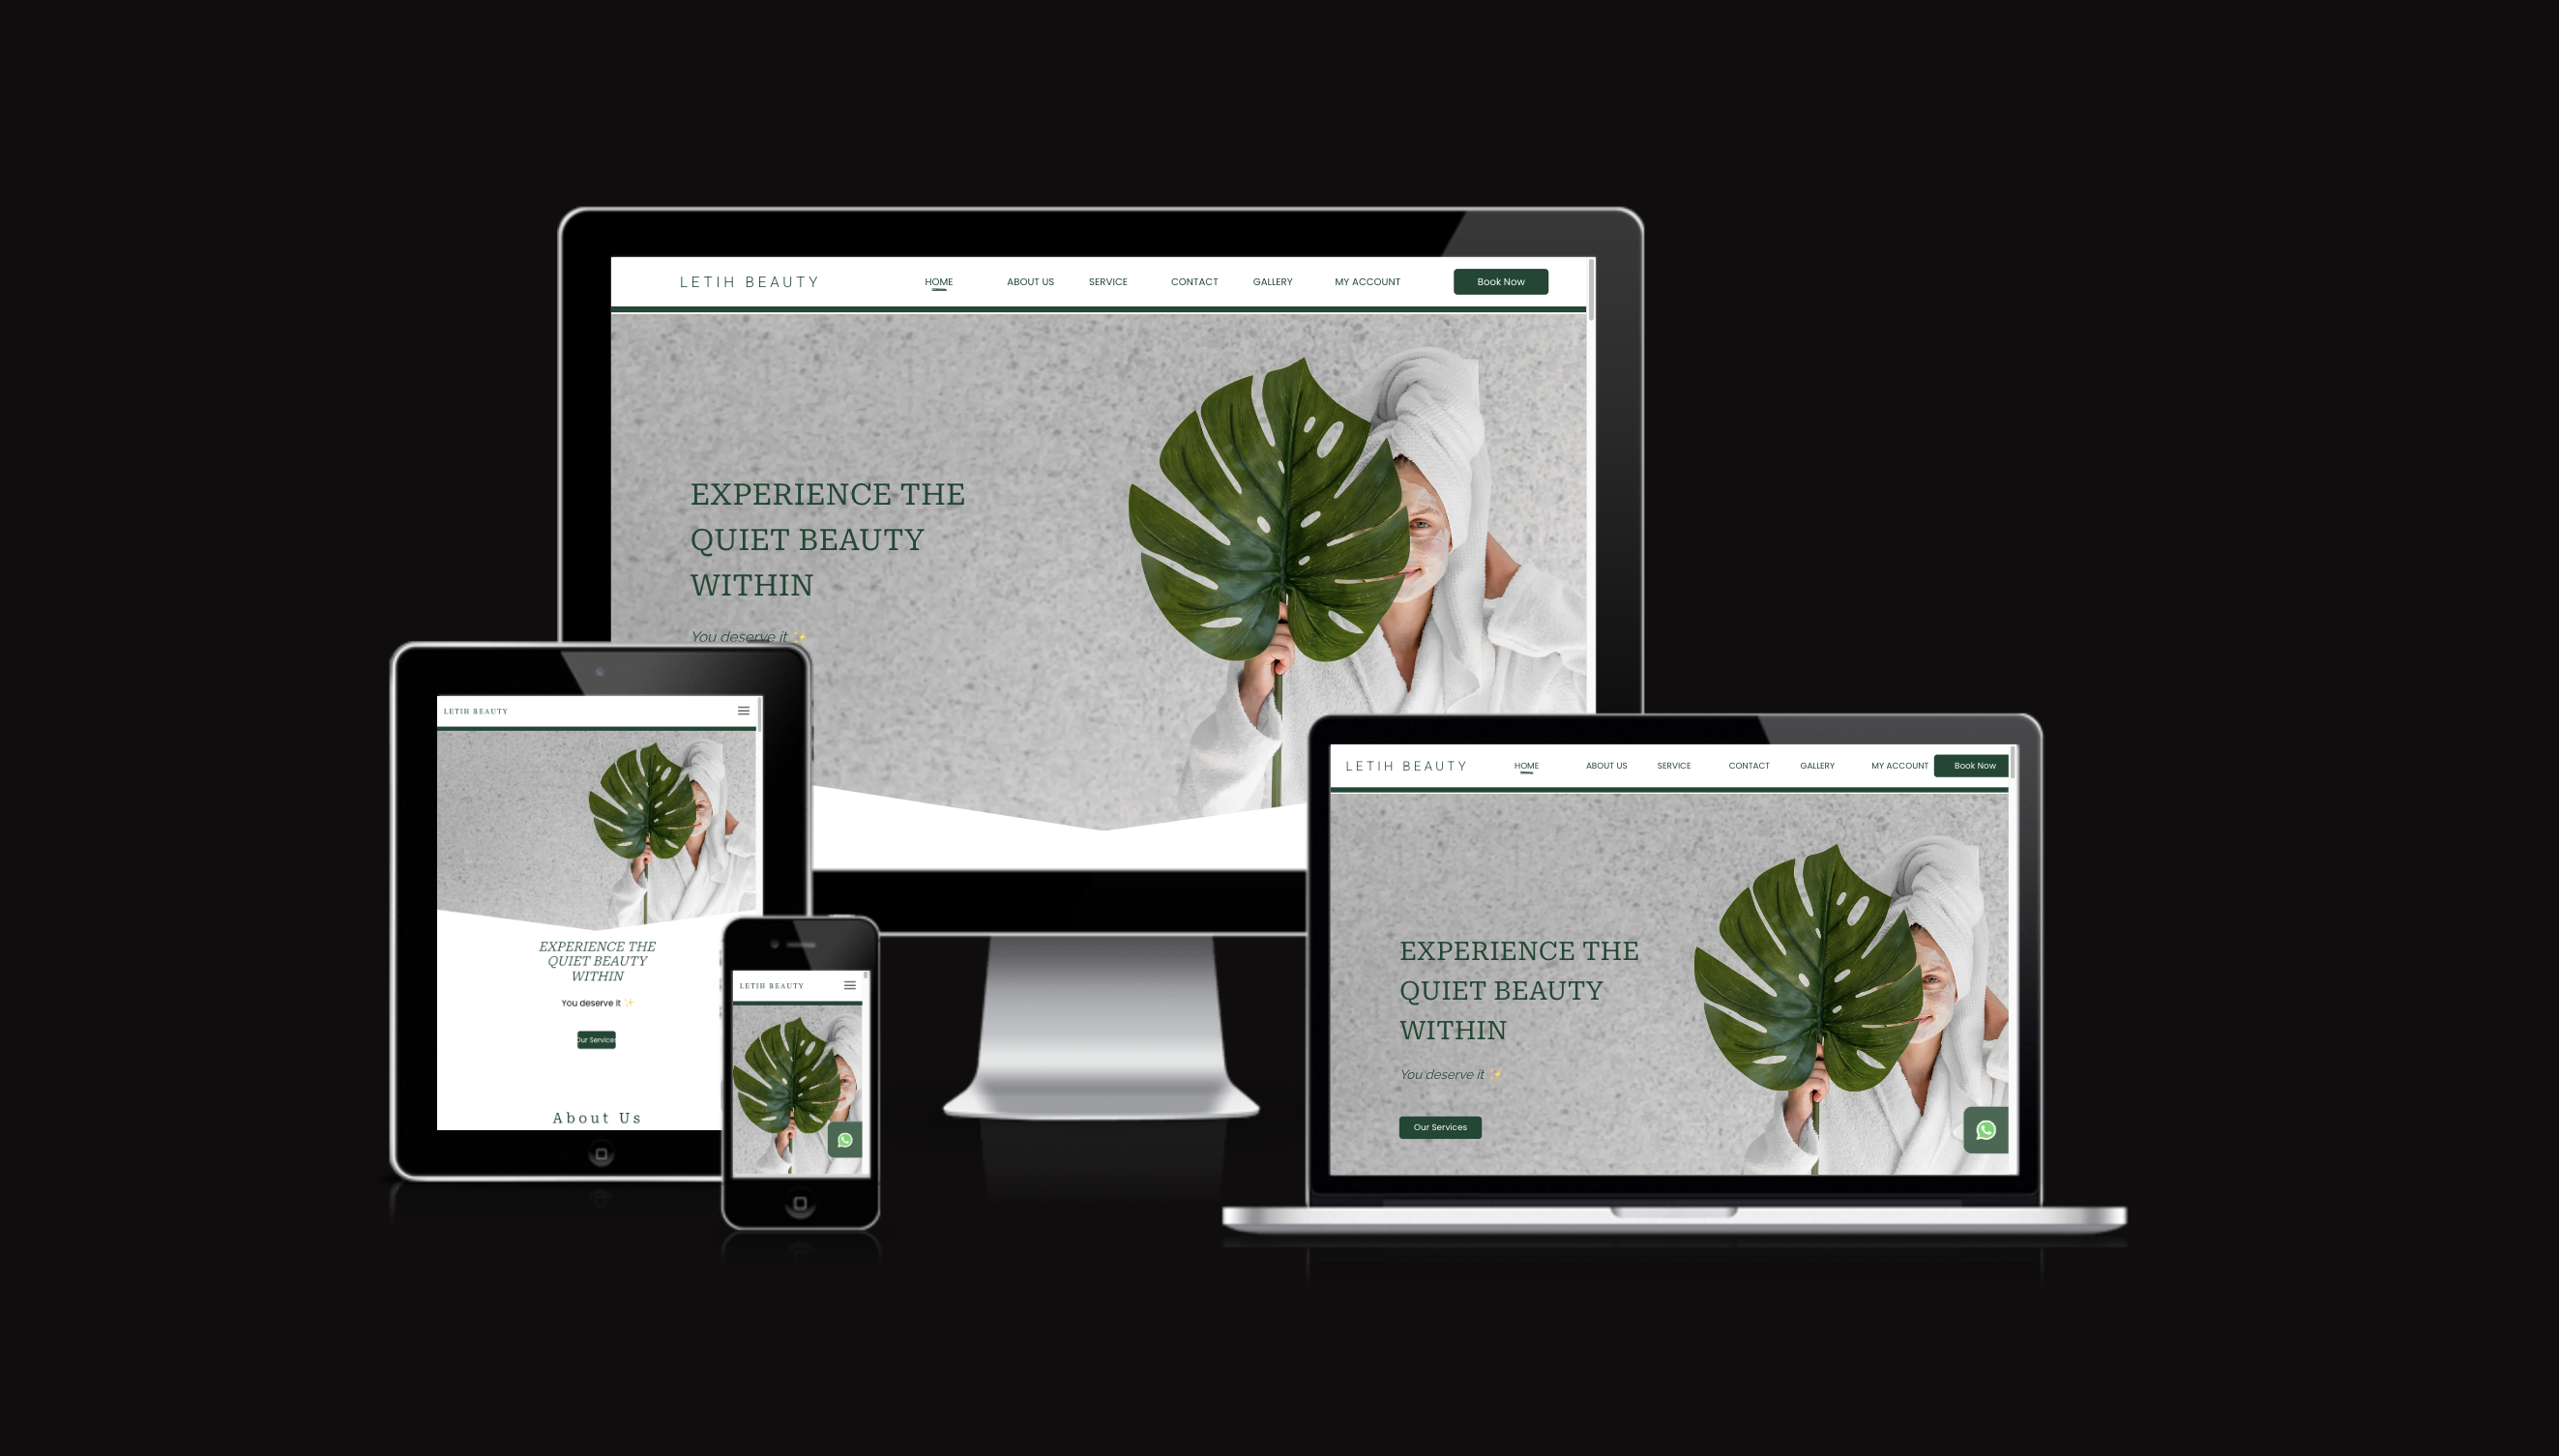 LETIH BEAUTY
HOME ABOUT US SERVICE CONTACT GALLERY MY ACCOUNT Book Now
EXPERIENCE THE
QUIET BEAUTY
WITHIN
You deserve it ✨
LETIH BEAUTY
EXPERIENCE THE
QUIET BEAUTY
WITHIN
You deserve it ✨
Our Services
About Us
LETIH BEAUTY
LETIH BEAUTY
HOME ABOUT US SERVICE CONTACT GALLERY MY ACCOUNT Book Now
EXPERIENCE THE
QUIET BEAUTY
WITHIN
You deserve it ✨
Our Services